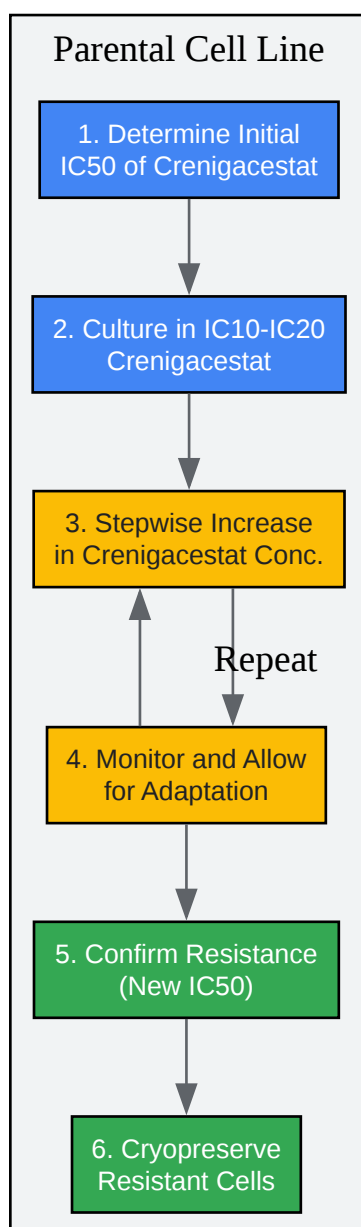 Parental Cell Line
1. Determine Initial
IC50 of Crenigacestat
2. Culture in IC10-IC20
Crenigacestat
3. Stepwise Increase
in Crenigacestat Conc.
Repeat
4. Monitor and Allow
for Adaptation
5. Confirm Resistance
(New IC50)
6. Cryopreserve
Resistant Cells